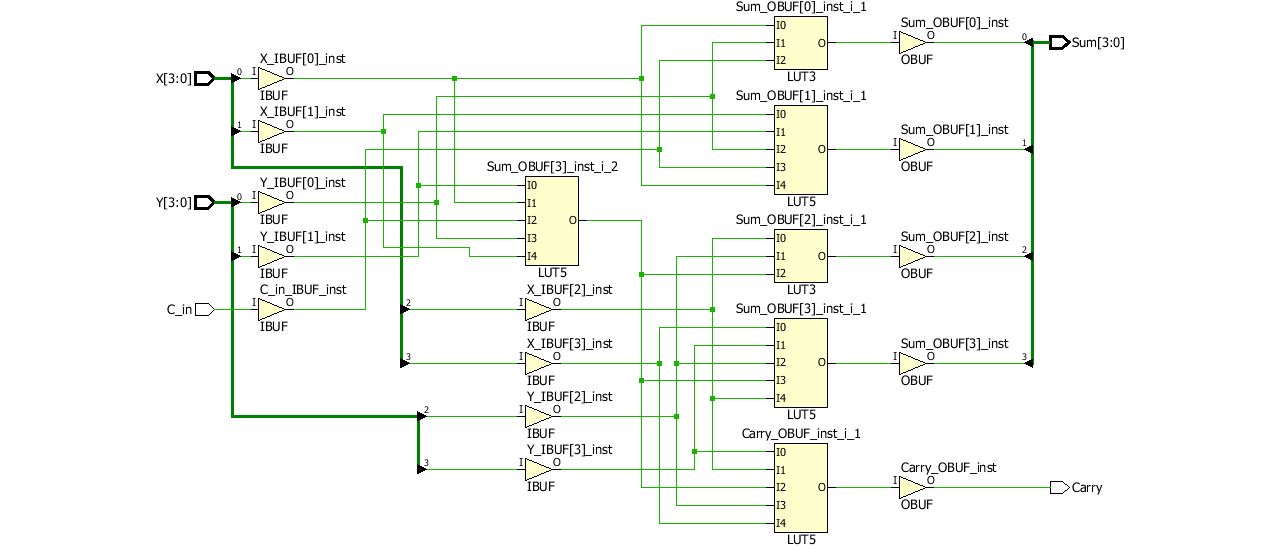 Sum_OBUF[0]_inst_i_1
I0
I1
I2
O
LUT3
Sum_OBUF[0]_inst
I
O
OBUF
0
Sum[3:0]
X[3:0]
0
X_IBUF[0]_inst
I
O
IBUF
1
X_IBUF[1]_inst
I
O
IBUF
Sum_OBUF[1]_inst_i_1
I0
I1
I2
I3
I4
O
LUT5
Sum_OBUF[1]_inst
I
O
OBUF
1
Y[3:0]
0
Y_IBUF[0]_inst
I
O
IBUF
1
Y_IBUF[1]_inst
I
O
IBUF
C_in
C_in_IBUF_inst
I
O
IBUF
Sum_OBUF[3]_inst_i_2
I0
I1
I2
I3
I4
O
LUT5
Sum_OBUF[2]_inst_i_1
I0
I1
I2
O
LUT3
Sum_OBUF[2]_inst
I
O
OBUF
2
2
X_IBUF[2]_inst
I
O
IBUF
3
X_IBUF[3]_inst
I
O
IBUF
Sum_OBUF[3]_inst_i_1
I0
I1
I2
I3
I4
O
LUT5
Sum_OBUF[3]_inst
I
O
OBUF
3
2
Y_IBUF[2]_inst
I
O
IBUF
3
Y_IBUF[3]_inst
I
O
IBUF
Carry_OBUF_inst_i_1
I0
I1
I2
I3
I4
O
LUT5
Carry_OBUF_inst
I
O
OBUF
Carry